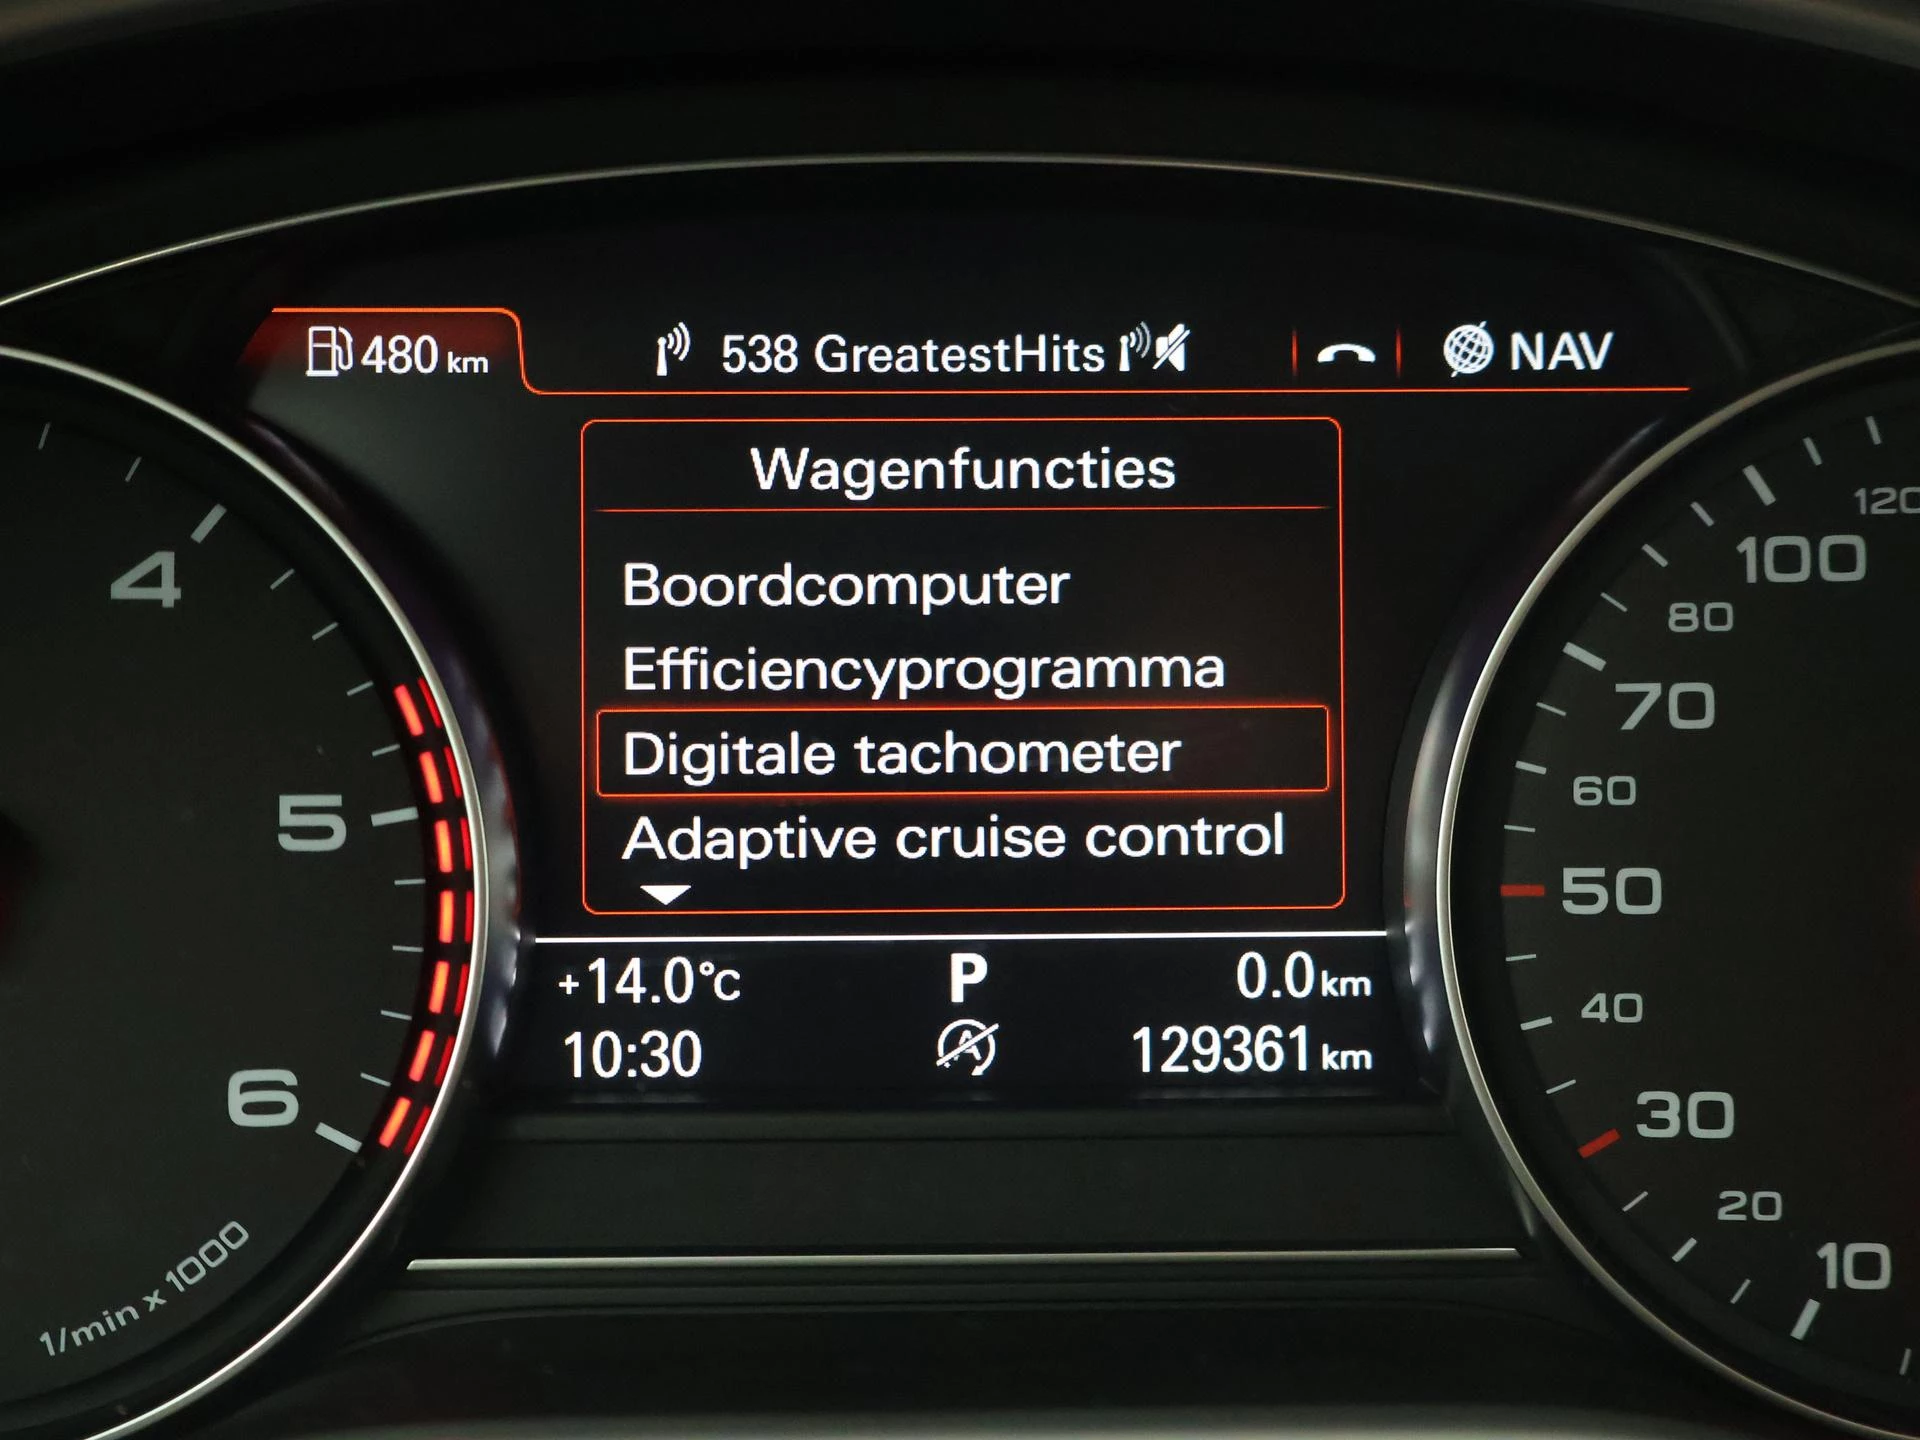 480 km
538 GreatestHits
NAV
Wagenfuncties
Boordcomputer
Efficiencyprogramma
Digitale tachometer
Adaptive cruise control
+14.0°C
P
0.0 km
10:30
A
129361 km
4
5
6
1/min x 1000
120
100
80
70
60
50
40
30
20
10